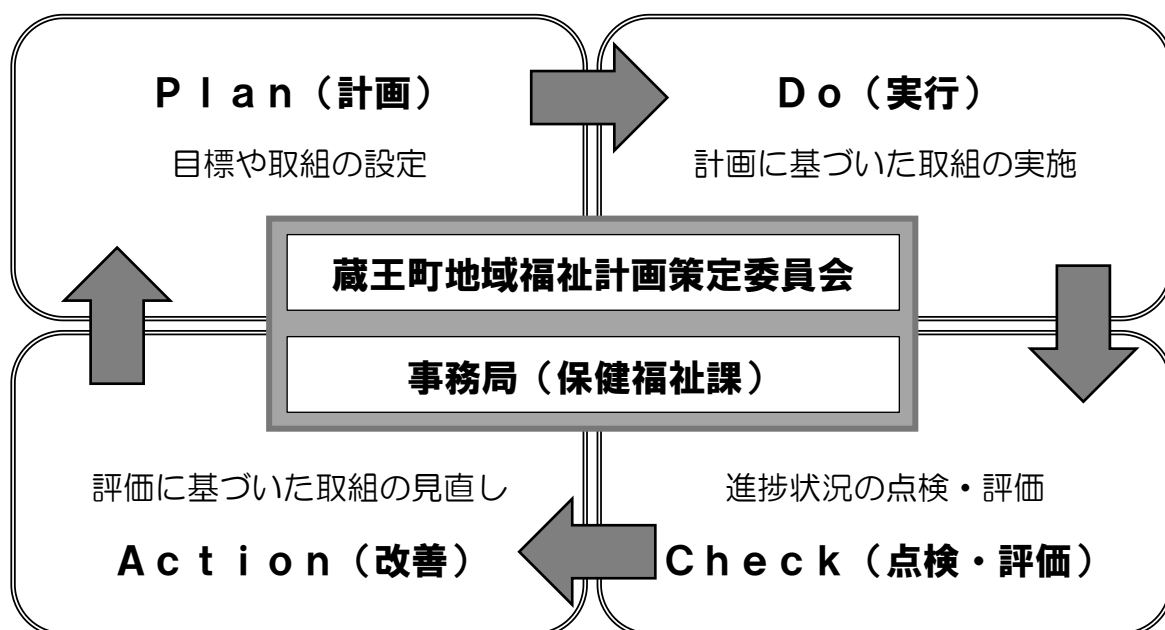 Ｐｌａｎ（計画）
目標や取組の設定
Ｄｏ（実行）
計画に基づいた取組の実施
蔵王町地域福祉計画策定委員会
事務局（保健福祉課）
評価に基づいた取組の見直し
Ａｃｔｉｏｎ（改善）
進捗状況の点検・評価
Ｃｈｅｃｋ（点検・評価）